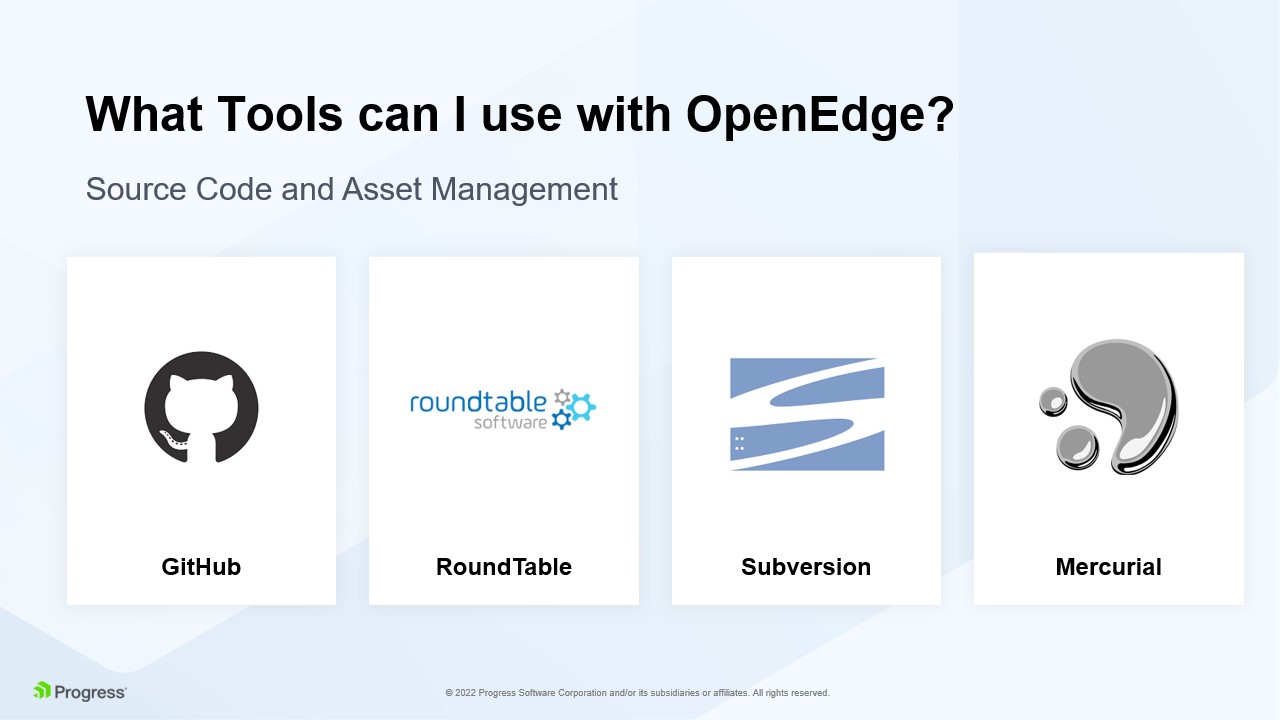 What Tools can I use with OpenEdge?
Source Code and Asset Management
roundtable
software
GitHub
RoundTable
Subversion
Mercurial
Progress®
© 2022 Progress Software Corporation and/or its subsidiaries or affiliates. All rights reserved.